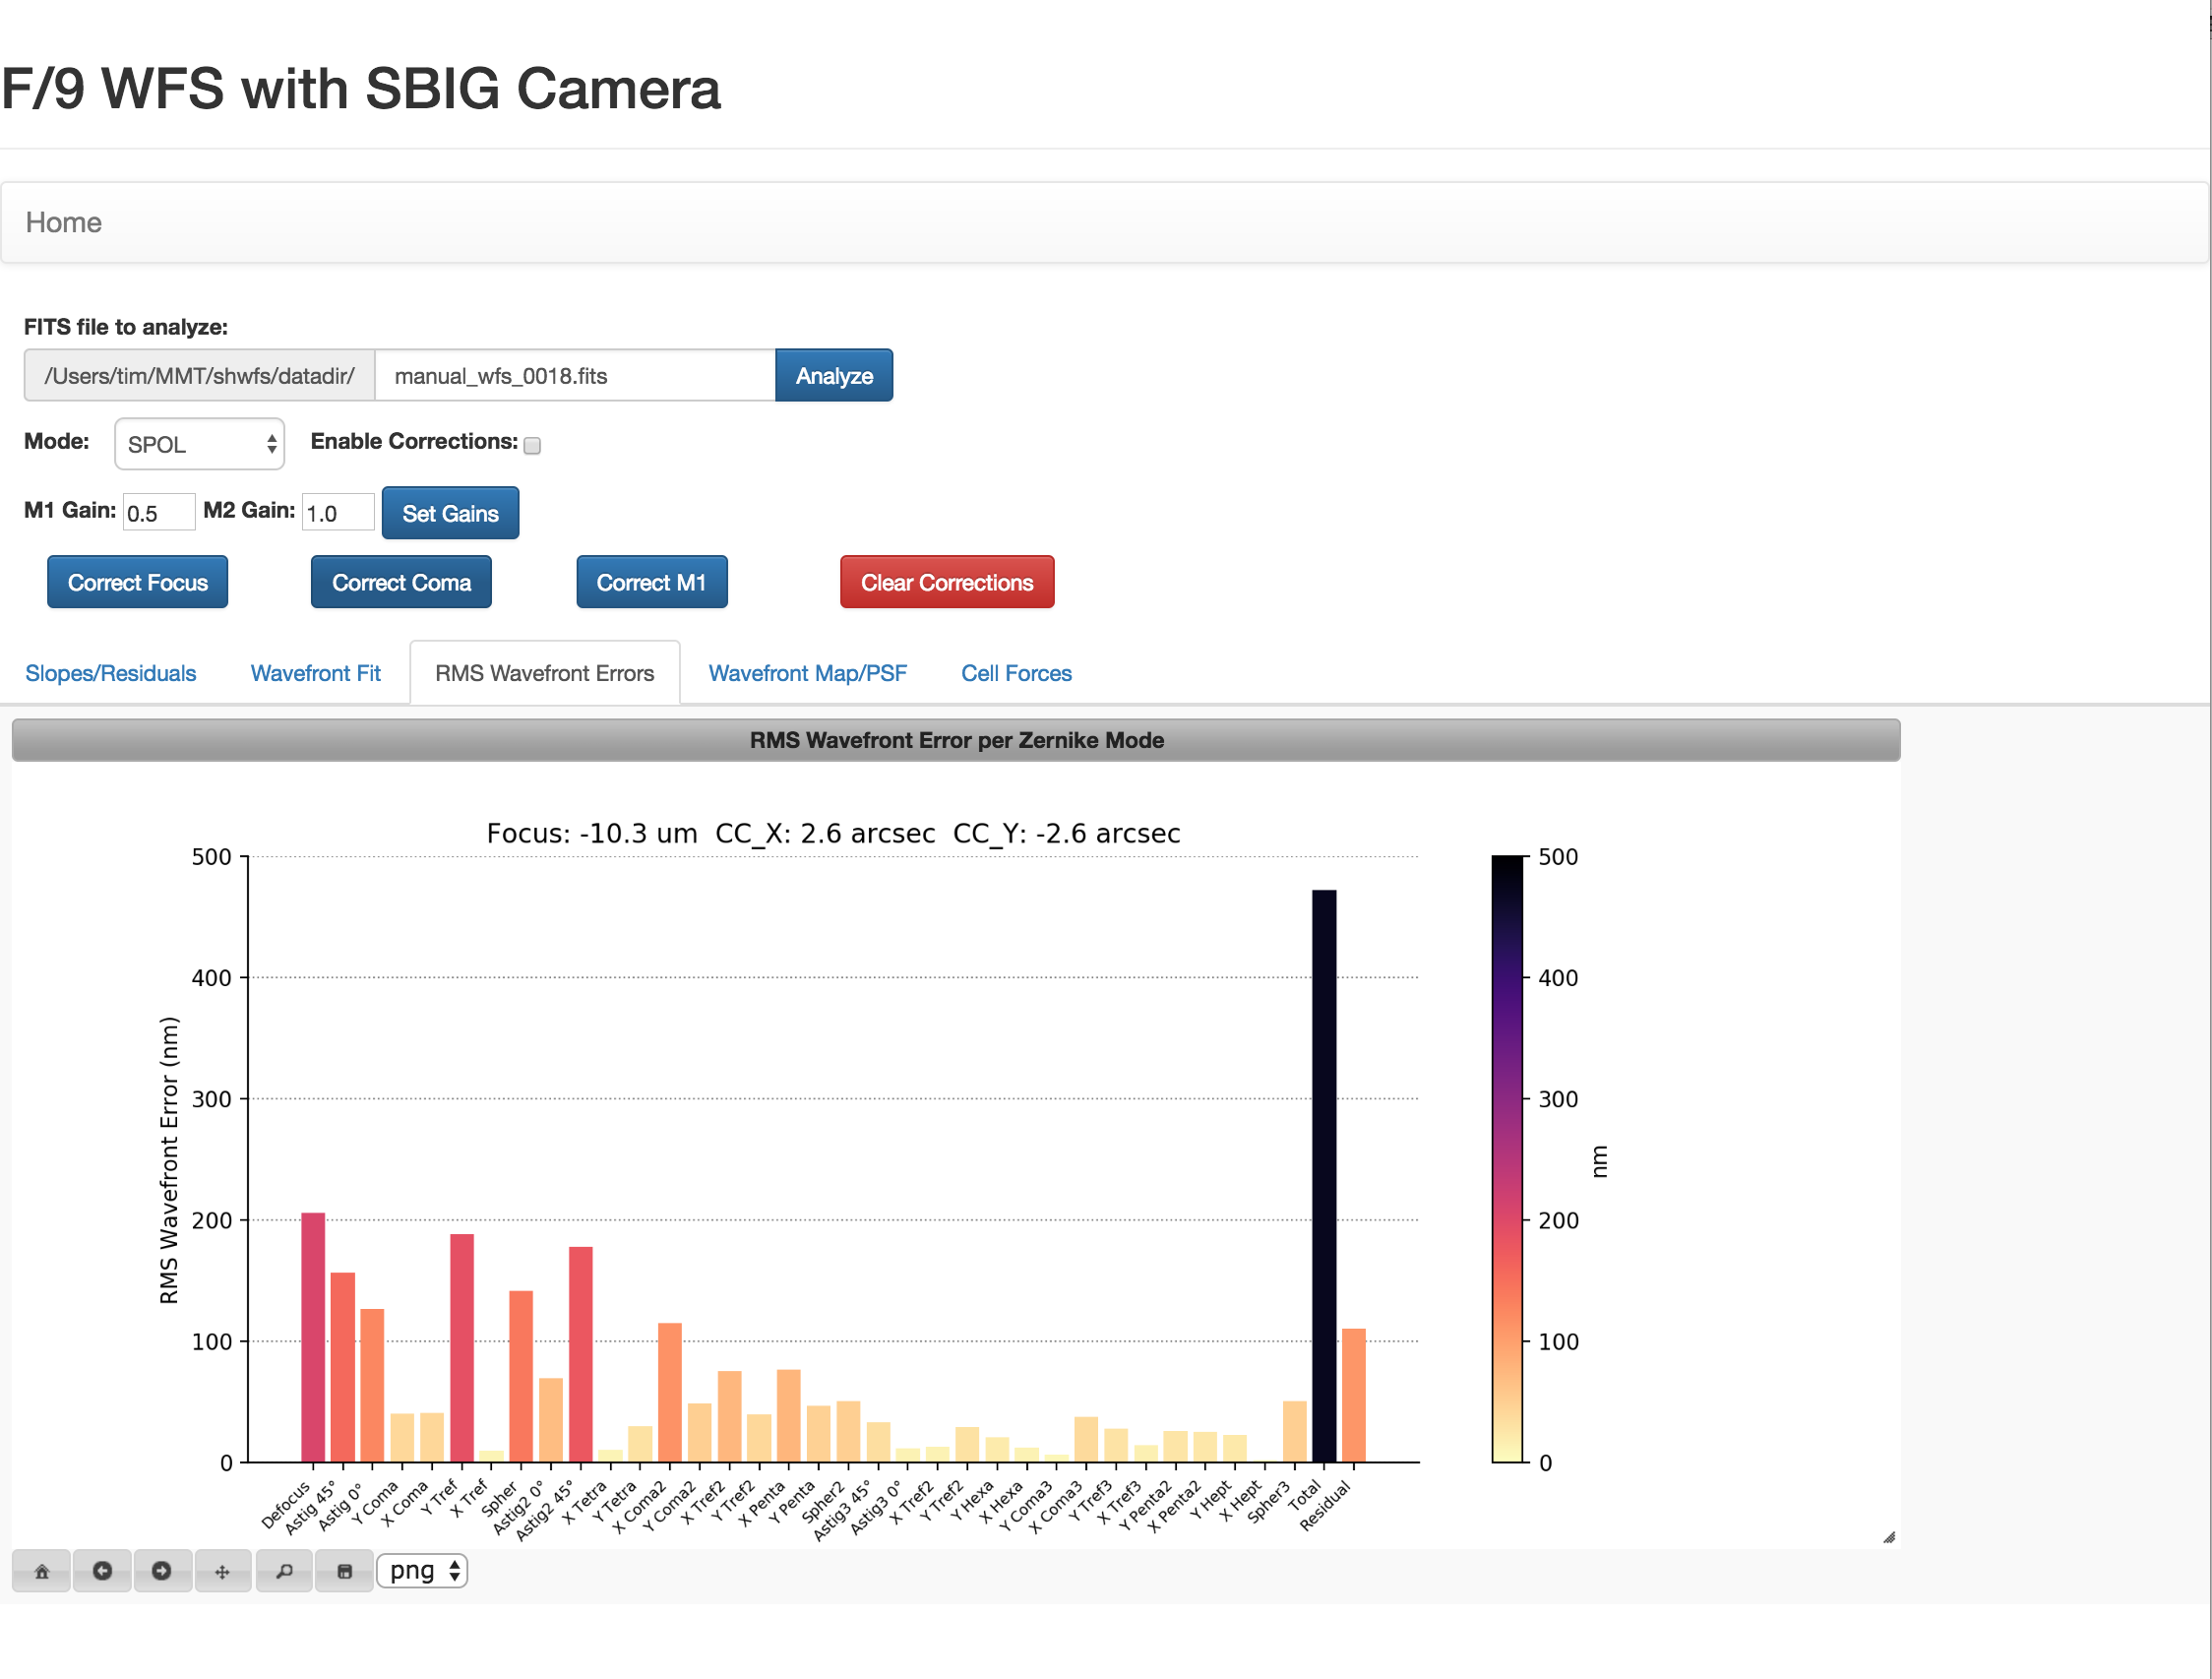 F/9 WFS with SBIG Camera
Home
FITS file to analyze:
/Users/tim/MMT/shwfs/datadir/ manual_wfs_0018.fits Analyze
Mode: SPOL Enable Corrections:
M1 Gain: 0.5 M2 Gain: 1.0 Set Gains
Correct Focus Correct Coma Correct M1 Clear Corrections
Slopes/Residuals Wavefront Fit RMS Wavefront Errors Wavefront Map/PSF Cell Forces
RMS Wavefront Error per Zernike Mode
Focus: -10.3 um CC_X: 2.6 arcsec CC_Y: -2.6 arcsec
RMS Wavefront Error (nm)
500
400
300
200
100
0
Defocus
Astig 45°
Astig 0°
Y Coma
X Coma
Y Tref
X Tref
Spher
Astig2 0°
Astig2 45°
X Tetra
Y Tetra
X Coma2
Y Coma2
X Tref2
Y Tref2
X Penta
Y Penta
Spher2
Astig3 45°
Astig3 0°
X Tref2
Y Tref2
Y Hexa
X Hexa
Y Coma3
X Coma3
Y Tref3
X Tref3
Y Penta2
X Penta2
Y Hept
X Hept
Spher3
Total
Residual
500
400
300
200
100
0
nm
png